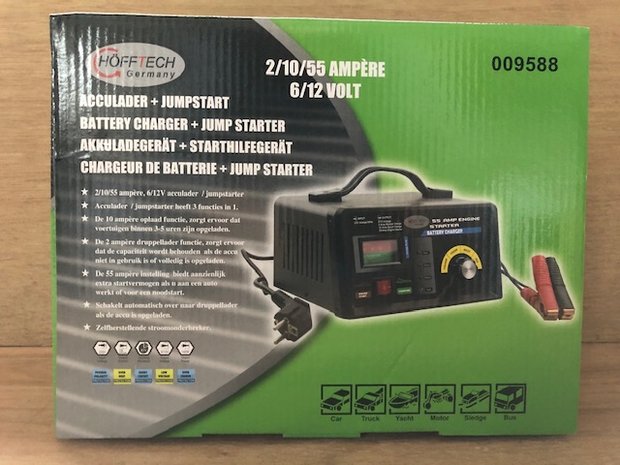 HÖFFTECH
Germany
2/10/55 AMPÈRE
6/12 VOLT
009588
ACCULADER + JUMPSTART
BATTERY CHARGER + JUMP STARTER
AKKULADEGERÄT + STARTHILFEGERÄT
CHARGEUR DE BATTERIE + JUMP STARTER
★ 2/10/55 ampère, 6/12V acculader / jumpstarter
★ Acculader / jumpstarter heeft 3 functies in 1.
★ De 10 ampère oplaad functie, zorgt ervoor dat
voertuigen binnen 3-5 uren zijn opgeladen.
★ De 2 ampère druppellader functie, zorgt ervoor
dat de capaciteit wordt behouden als de accu
niet in gebruik is of volledig is opgeladen.
★ De 55 ampère instelling biedt aanzienlijk
extra startvermogen als u aan een auto
werkt of voor een noodstart.
★ Schakelt automatisch over naar druppellader
als de accu is opgeladen.
★ Zelfherstellende stroomonderbreker.
55 AMP ENGINE
STARTER
BATTERY CHARGER
Car
Truck
Yacht
Motor
Sledge
Bus